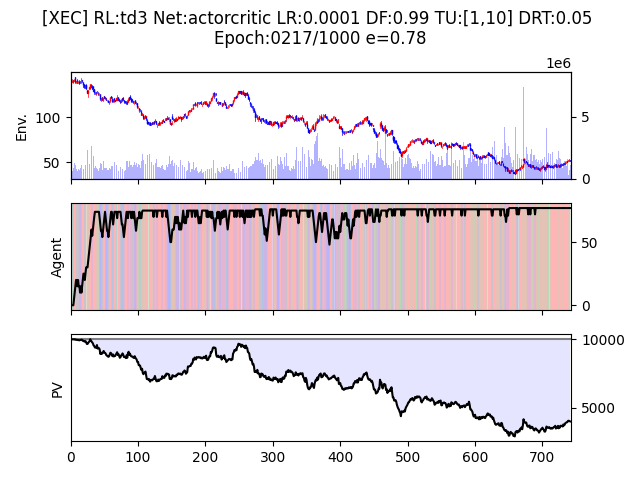 [XEC] RL:td3 Net:actorcritic LR:0.0001 DF:0.99 TU:[1,10] DRT:0.05
Epoch:0217/1000 e=0.78
1e6
Env.
100
50
5
0
Agent
50
0
PV
10000
5000
0 100 200 300 400 500 600 700